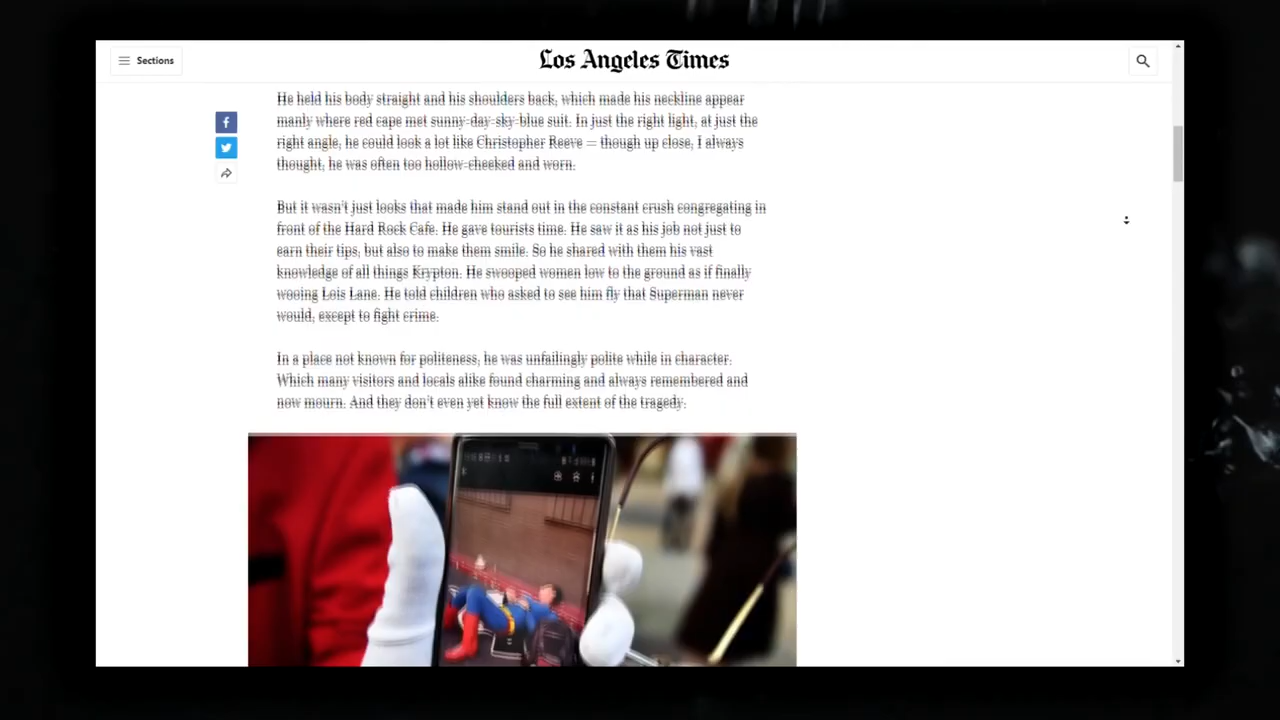 Sections
Los Angeles Times
He held his body straight and his shoulders back, which made his neckline appear
manly where red cape met sunny-day-sky-blue suit. In just the right light, at just the
right angle, he could look a lot like Christopher Reeve — though up close, I always
thought, he was often too hollow-cheeked and worn.
But it wasn't just looks that made him stand out in the constant crush congregating in
front of the Hard Rock Cafe. He gave tourists time. He saw it as his job not just to
earn their tips, but also to make them smile. So he shared with them his vast
knowledge of all things Krypton. He swooped women low to the ground as if finally
wooing Lois Lane. He told children who asked to see him fly that Superman never
would, except to fight crime.
In a place not known for politeness, he was unfailingly polite while in character.
Which many visitors and locals alike found charming and always remembered and
now mourn. And they don't even yet know the full extent of the tragedy.